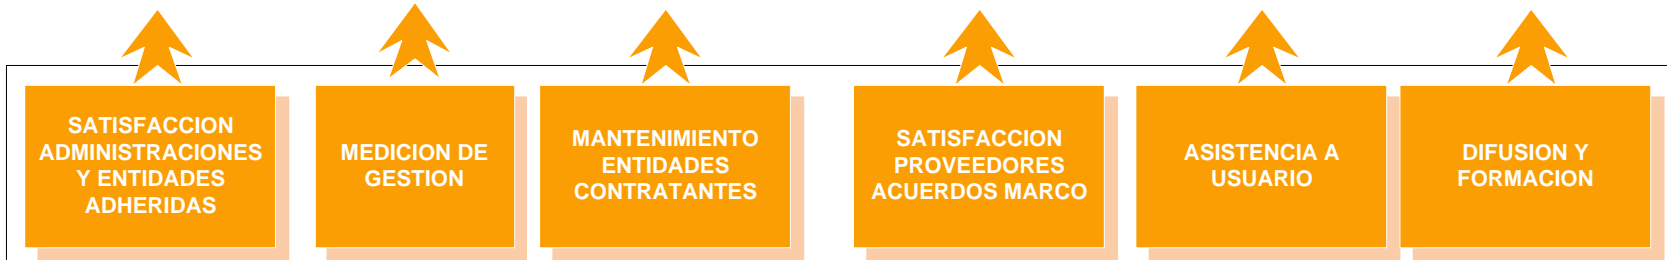 SATISFACCION
ADMINISTRACIONES
Y ENTIDADES
ADHERIDAS
MEDICION DE
GESTION
MANTENIMIENTO
ENTIDADES
CONTRATANTES
SATISFACCION
PROVEEDORES
ACUERDOS MARCO
ASISTENCIA A
USUARIO
DIFUSION Y
FORMACION